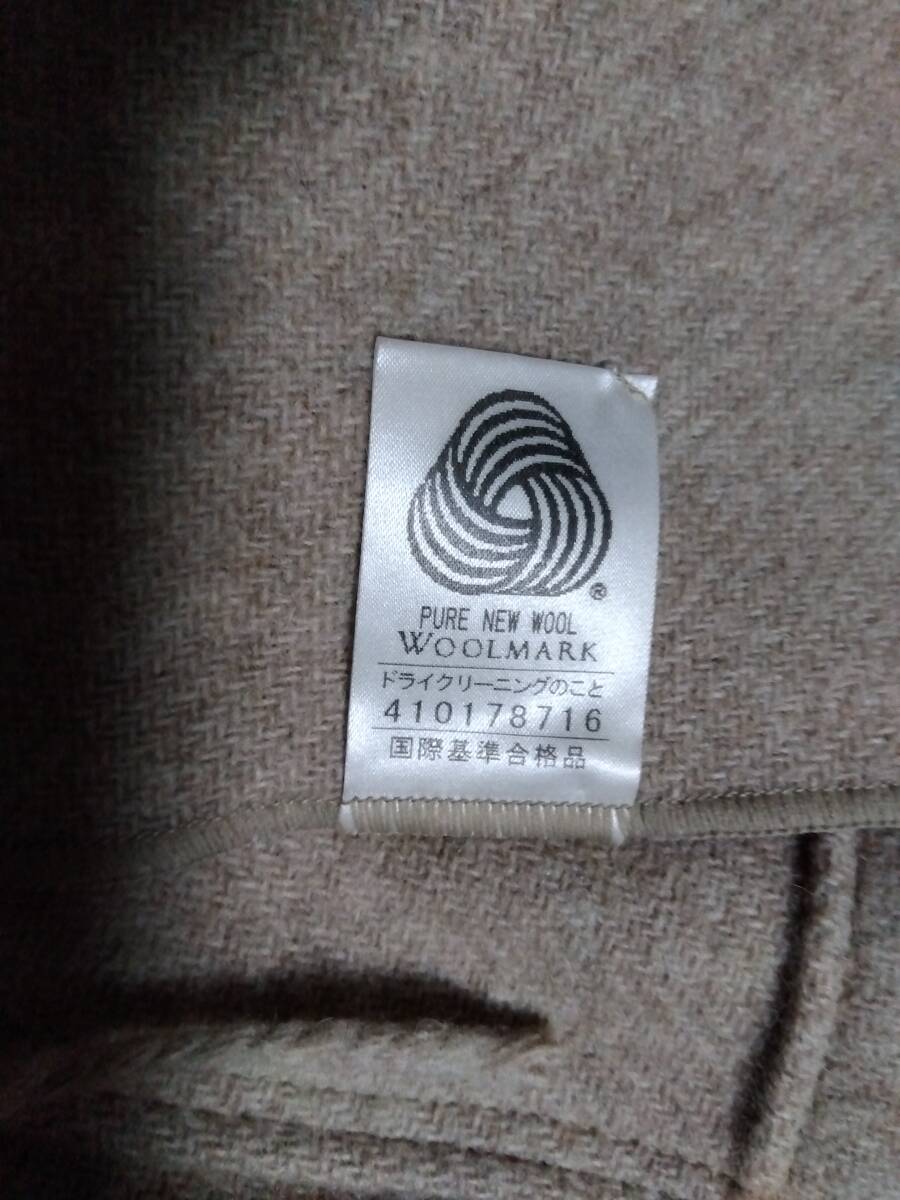 ®
PURE NEW WOOL
WOOLMARK
ドライクリーニングのこと
410178716
国際基準合格品